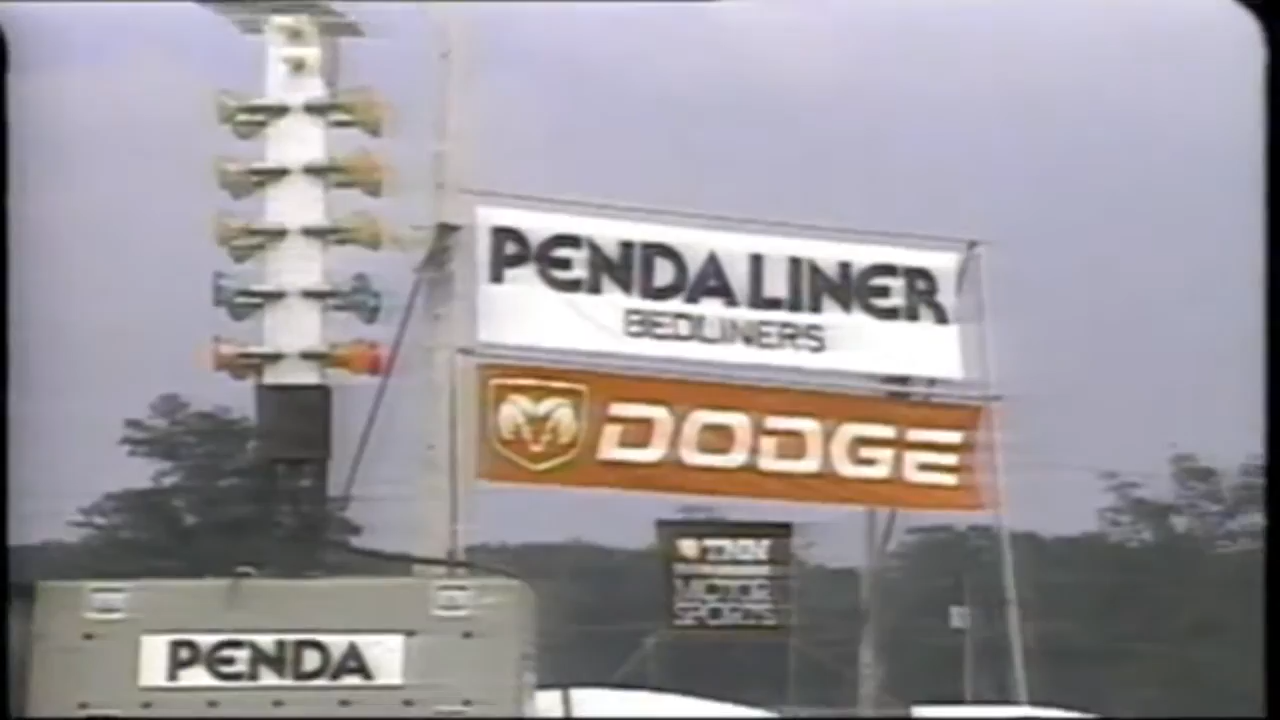 PENDALINER
BEDLINERS
DODGE
TNN
MOTOR
SPORTS
PENDA